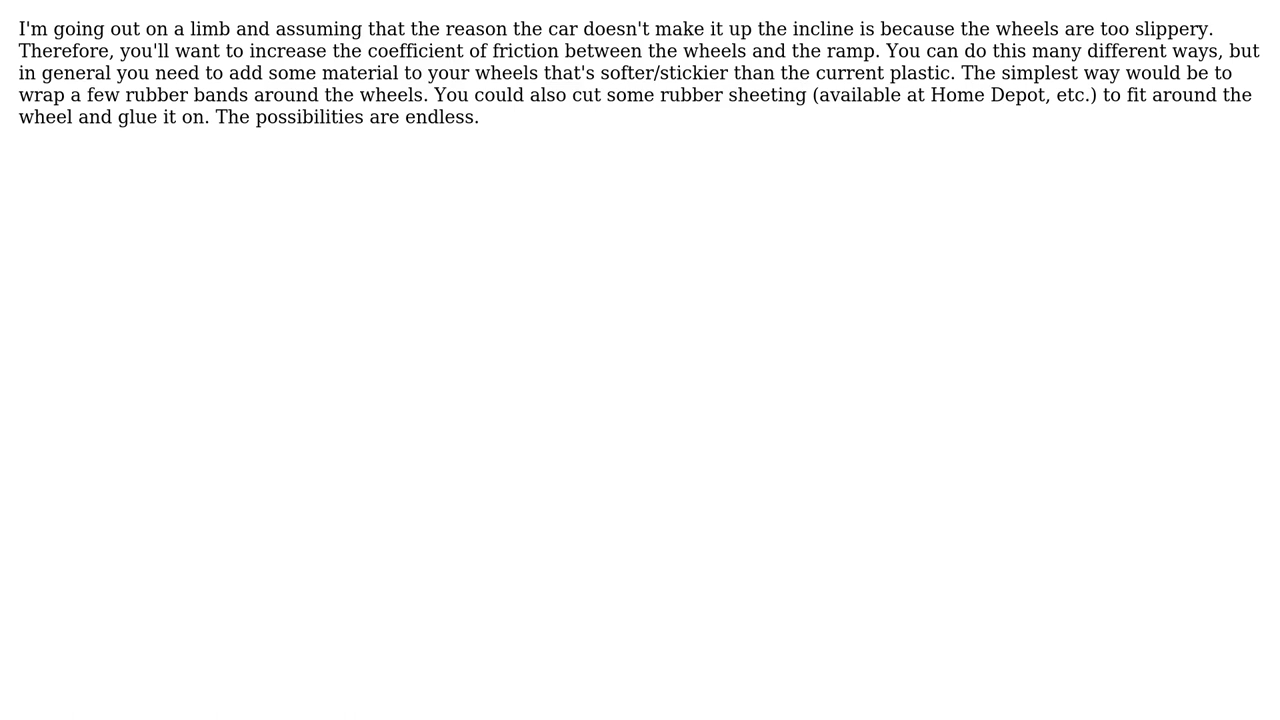 I'm going out on a limb and assuming that the reason the car doesn't make it up the incline is because the wheels are too slippery.
Therefore, you'll want to increase the coefficient of friction between the wheels and the ramp. You can do this many different ways, but
in general you need to add some material to your wheels that's softer/stickier than the current plastic. The simplest way would be to
wrap a few rubber bands around the wheels. You could also cut some rubber sheeting (available at Home Depot, etc.) to fit around the
wheel and glue it on. The possibilities are endless.